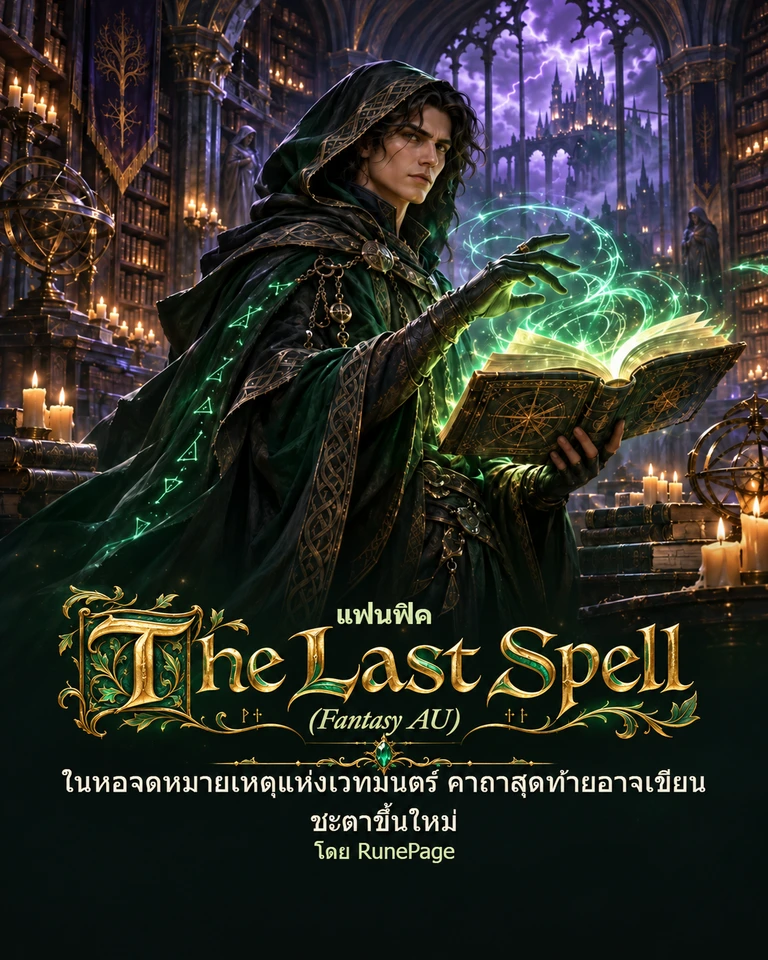 แฟนฟิค
The Last Spell
(Fantasy AU)
ในหอจดหมายเหตุแห่งเวทมนตร์ คาถาสุดท้ายอาจเขียน
ชะตาขึ้นใหม่
โดย RunePage